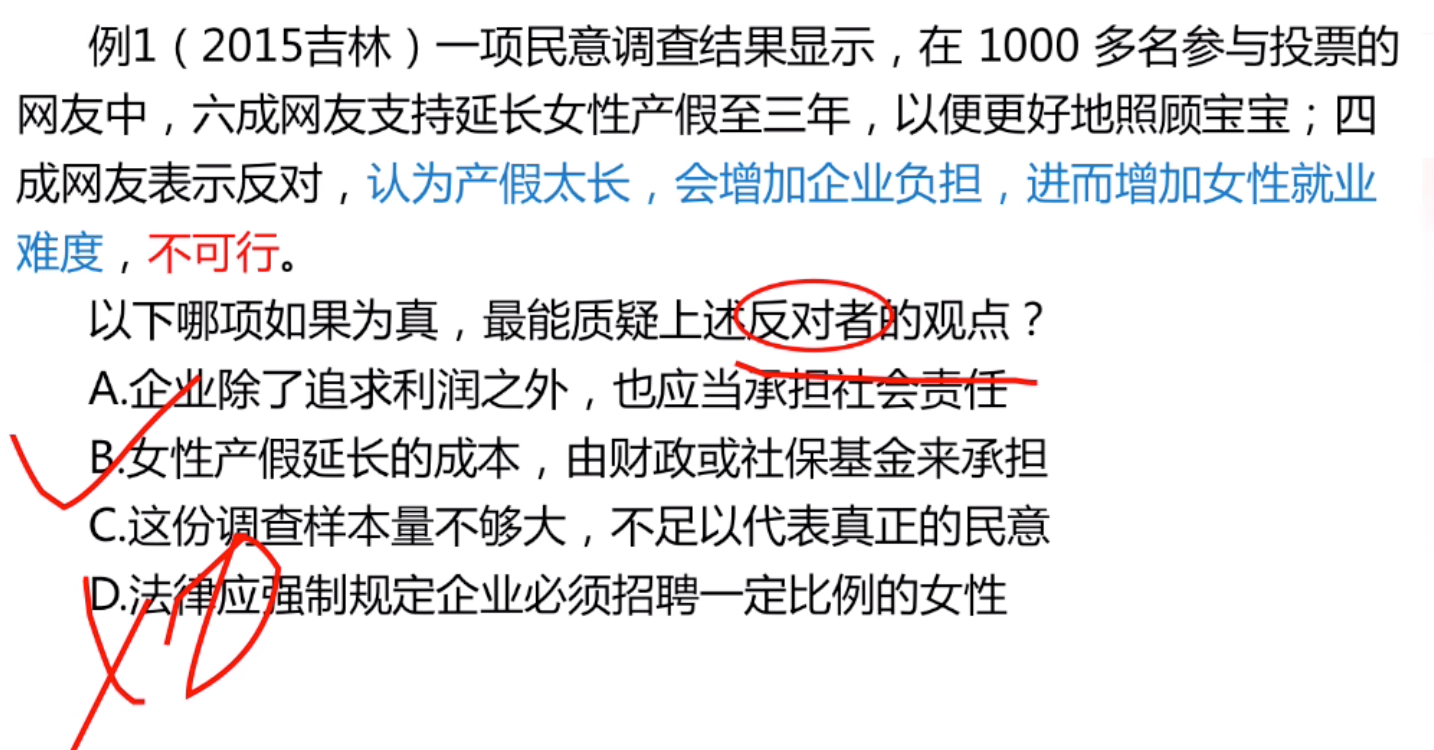 例1（2015吉林）一项民意调查结果显示，在 1000 多名参与投票的
网友中，六成网友支持延长女性产假至三年，以便更好地照顾宝宝；四
成网友表示反对，认为产假太长，会增加企业负担，进而增加女性就业
难度，不可行。
以下哪项如果为真，最能质疑上述反对者的观点？
A.企业除了追求利润之外，也应当承担社会责任
B.女性产假延长的成本，由财政或社保基金来承担
C.这份调查样本量不够大，不足以代表真正的民意
D.法律应强制规定企业必须招聘一定比例的女性